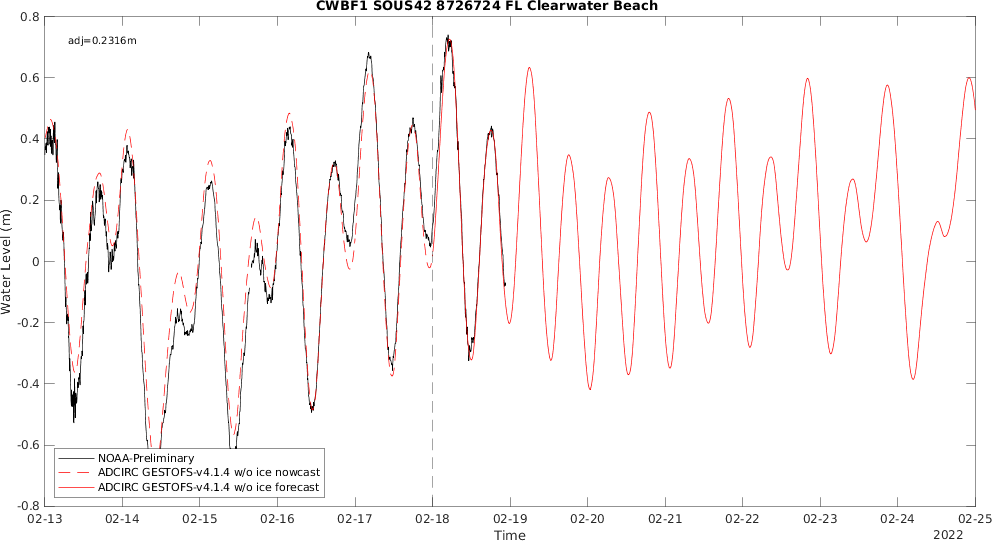 CWBF1 SOUS42 8726724 FL Clearwater Beach
adj=0.2316m
0.8
0.6
0.4
0.2
0
-0.2
-0.4
-0.6
-0.8
Water Level (m)
NOAA-Preliminary
ADCIRC GESTOFS-v4.1.4 w/o ice nowcast
ADCIRC GESTOFS-v4.1.4 w/o ice forecast
02-13 02-14 02-15 02-16 02-17 02-18 02-19 02-20 02-21 02-22 02-23 02-24 02-25
Time
2022